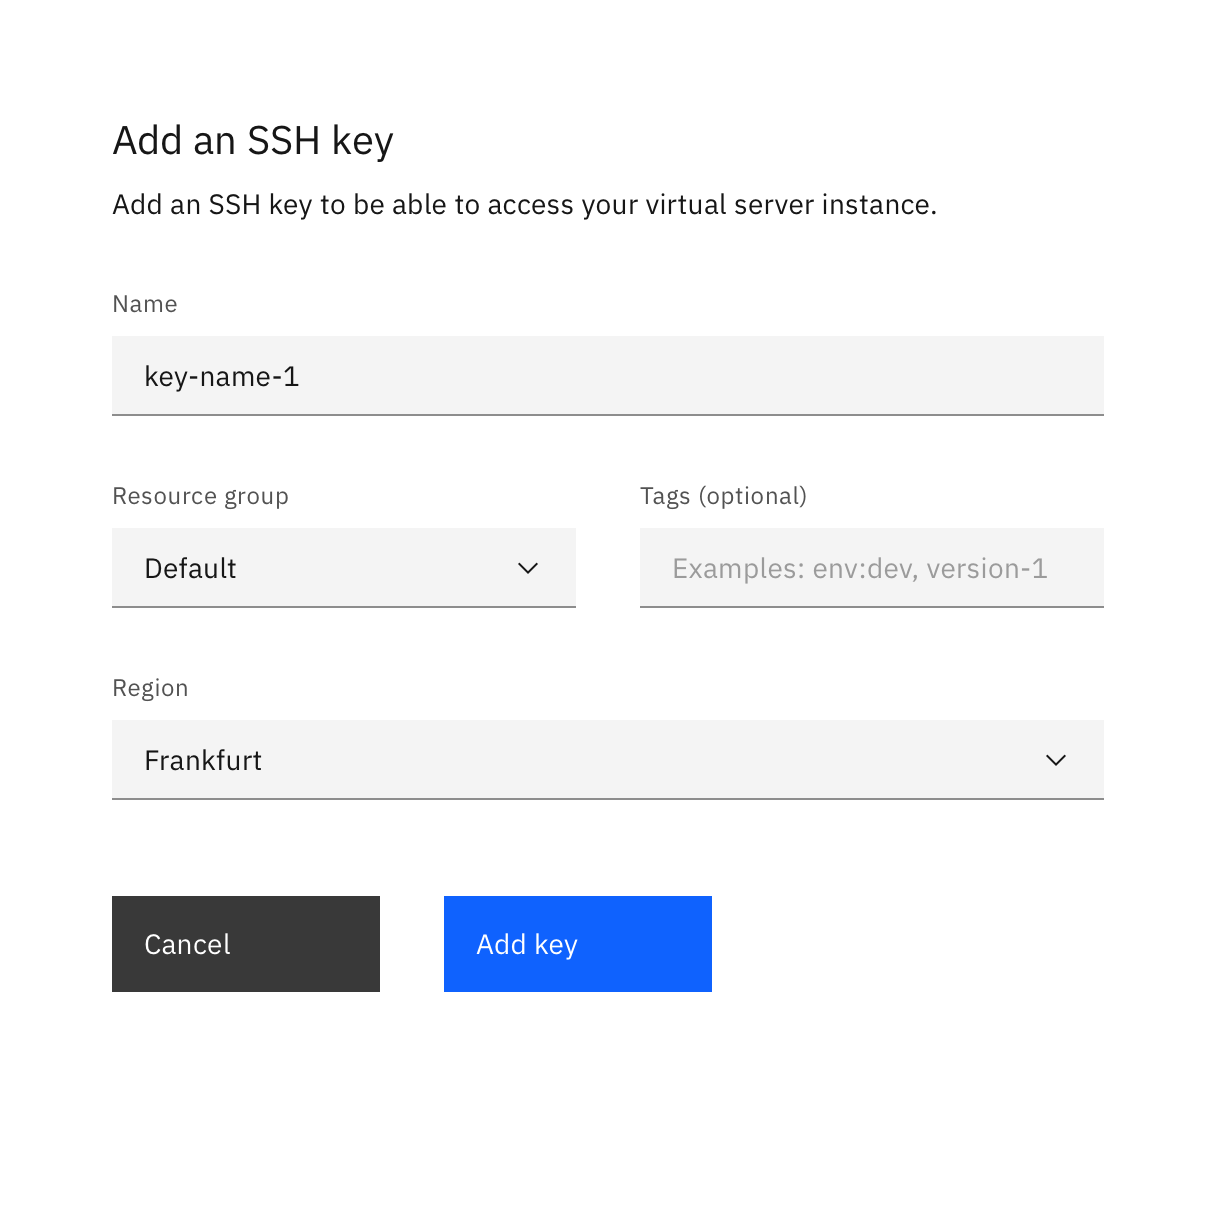 Add an SSH key
Add an SSH key to be able to access your virtual server instance.
Name
key-name-1
Resource group
Default
Tags (optional)
Examples: env:dev, version-1
Region
Frankfurt
Cancel
Add key